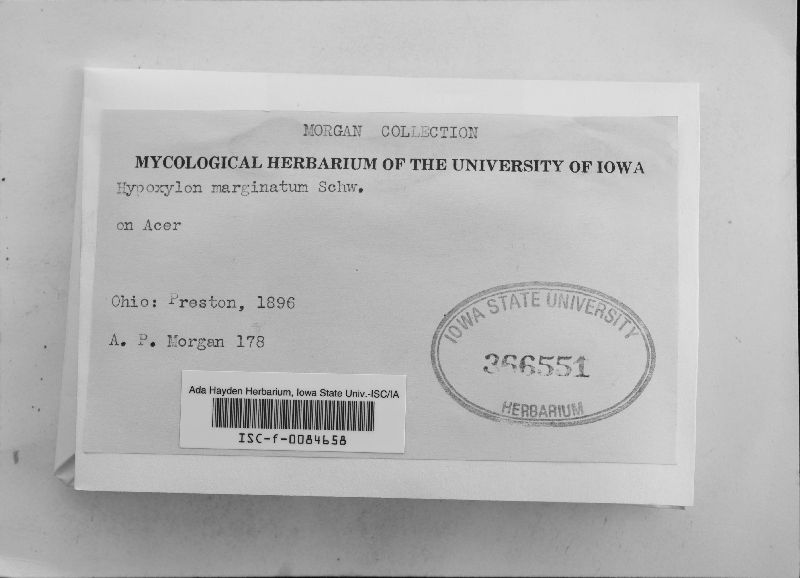 MORGAN COLLECTION
MYCOLOGICAL HERBARIUM OF THE UNIVERSITY OF IOWA
Hypoxylon marginatum Schw.
on Acer
Ohio: Preston, 1896
A. P. Morgan 178
IOWA STATE UNIVERSITY
366551
HERBARIUM
Ada Hayden Herbarium, Iowa State Univ.-ISC/IA
ISC-f-0084658